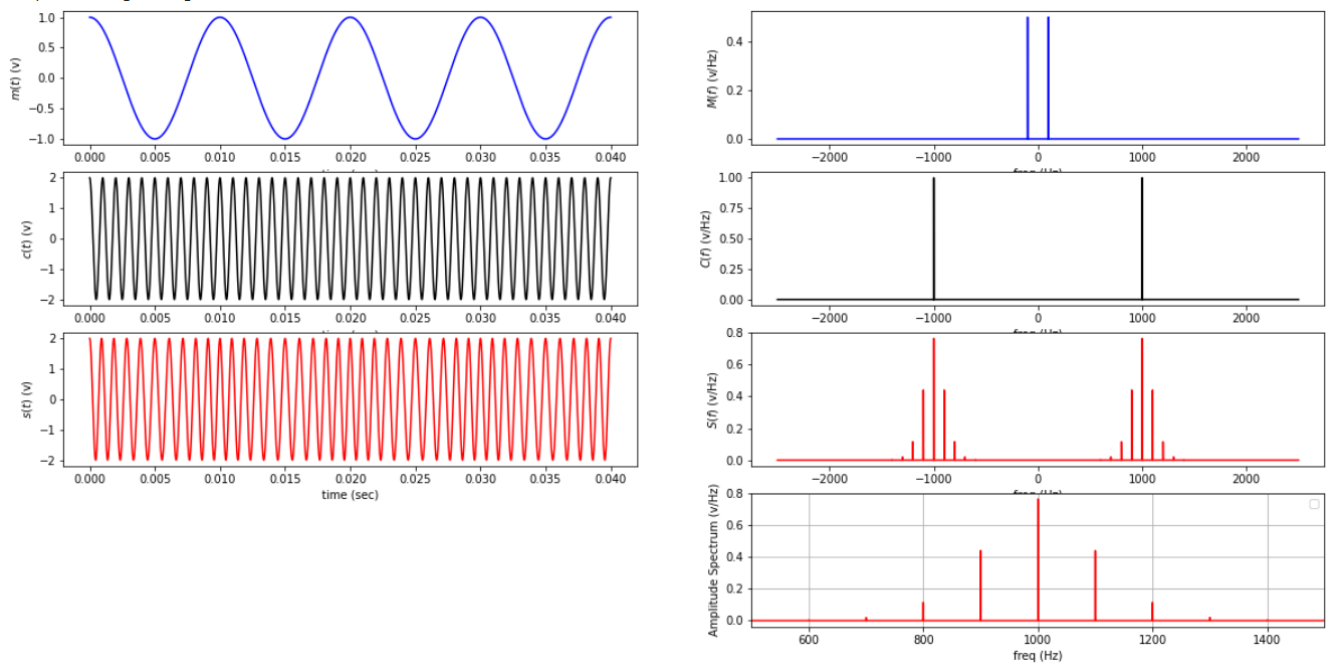 m(t) (v)
1.0
0.5
0.0
−0.5
−1.0
0.000 0.005 0.010 0.015 0.020 0.025 0.030 0.035 0.040
M(f) (v/Hz)
0.4
0.2
0.0
−2000 −1000 0 1000 2000
freq (Hz)
c(t) (v)
2
1
0
−1
−2
0.000 0.005 0.010 0.015 0.020 0.025 0.030 0.035 0.040
C(f) (v/Hz)
1.00
0.75
0.50
0.25
0.00
−2000 −1000 0 1000 2000
freq (Hz)
s(t) (v)
2
1
0
−1
−2
0.000 0.005 0.010 0.015 0.020 0.025 0.030 0.035 0.040
time (sec)
S(f) (v/Hz)
0.8
0.6
0.4
0.2
0.0
−2000 −1000 0 1000 2000
freq (Hz)
Amplitude Spectrum (v/Hz)
0.8
0.6
0.4
0.2
0.0
600 800 1000 1200 1400
freq (Hz)